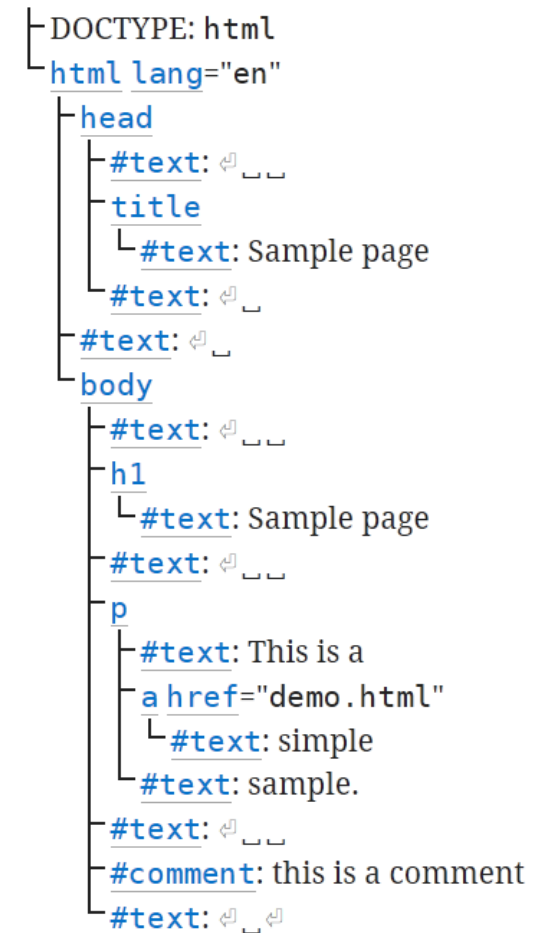 DOCTYPE: html
html lang="en"
head
#text: ⏎␣␣
title
#text: Sample page
#text: ⏎␣
#text: ⏎␣
body
#text: ⏎␣␣
h1
#text: Sample page
#text: ⏎␣␣
p
#text: This is a
a href="demo.html"
#text: simple
#text: sample.
#text: ⏎␣␣
#comment: this is a comment
#text: ⏎␣⏎